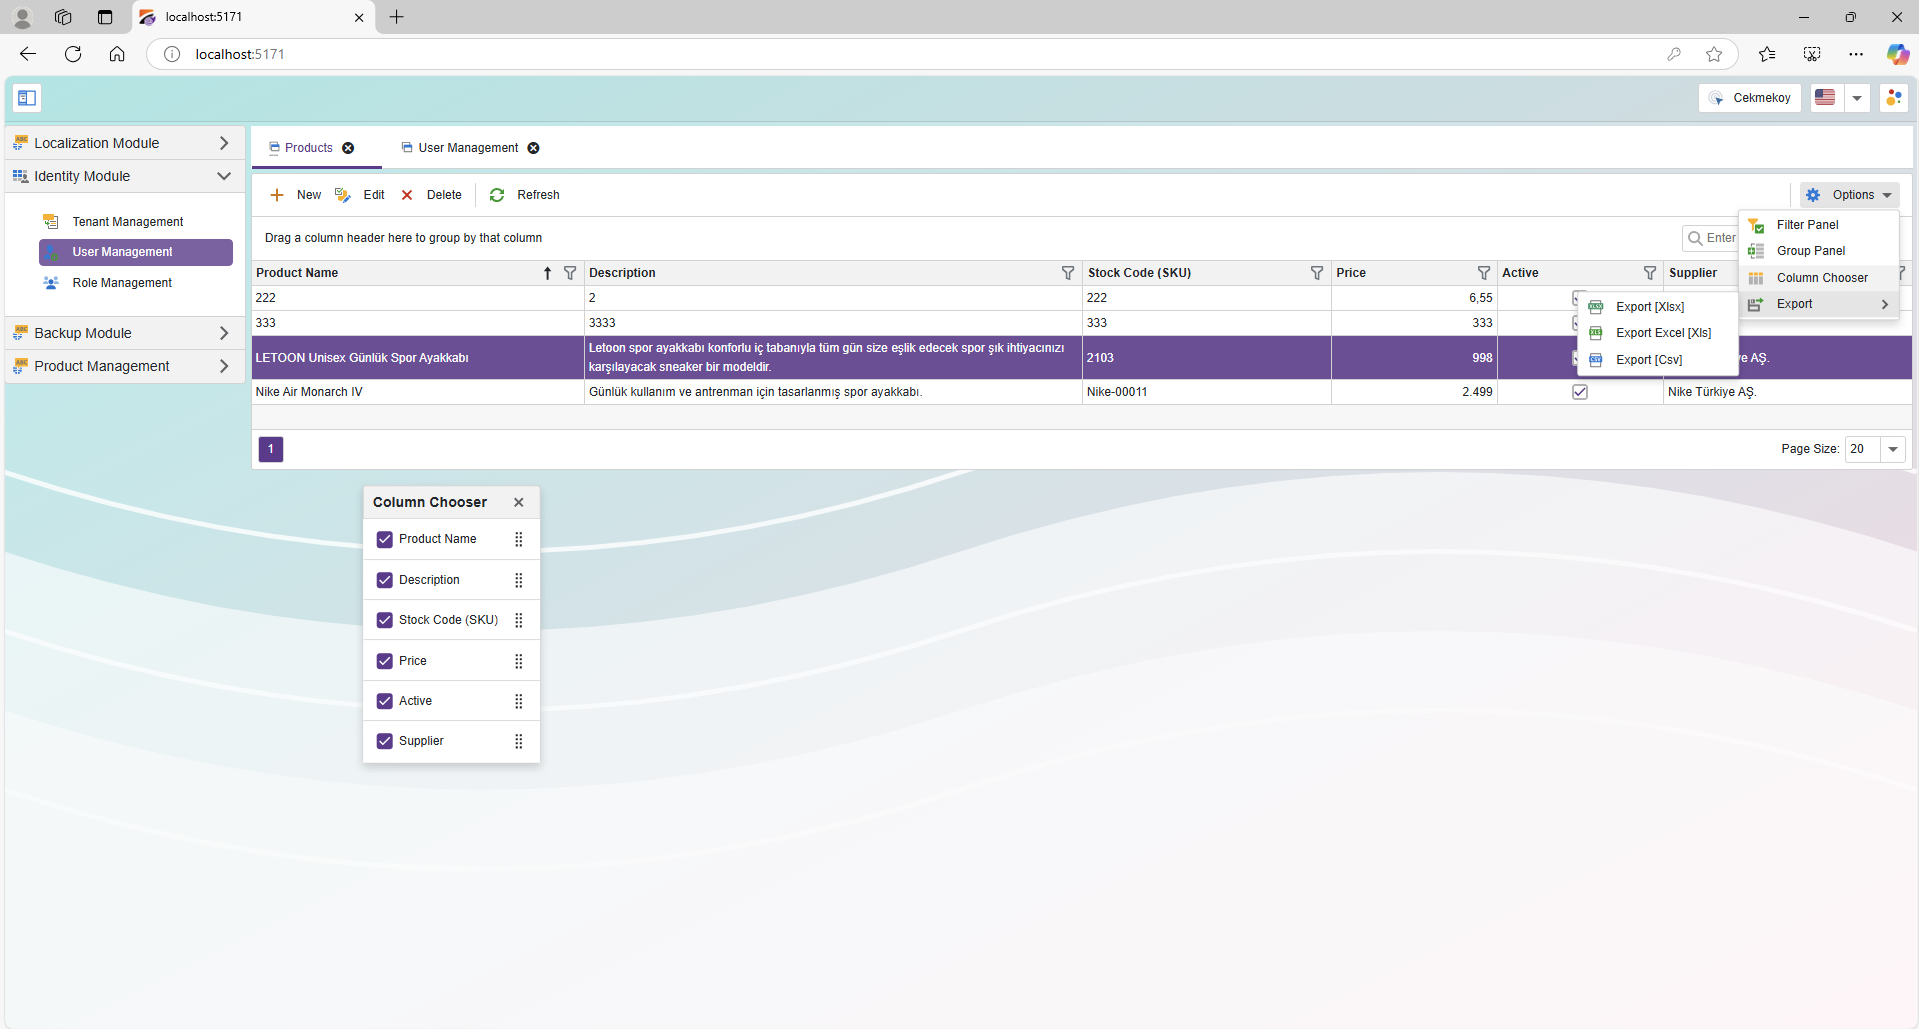 localhost:5171
localhost:5171
Cekmekoy
Localization Module
Identity Module
Tenant Management
User Management
Role Management
Backup Module
Product Management
Products
User Management
New Edit Delete Refresh
Options
Filter Panel
Group Panel
Column Chooser
Export
Export [Xlsx]
Export Excel [Xls]
Export [Csv]
Drag a column header here to group by that column
Enter
Product Name Description Stock Code (SKU) Price Active Supplier
222 2 222 6,55
333 3333 333 333
LETOON Unisex Günlük Spor Ayakkabı
Letoon spor ayakkabı konforlu iç tabanıyla tüm gün size eşlik edecek spor şık ihtiyacınızı
karşılayacak sneaker bir modeldir.
2103 998 AŞ.
Nike Air Monarch IV Günlük kullanım ve antrenman için tasarlanmış spor ayakkabı. Nike-00011 2.499 Nike Türkiye AŞ.
1
Page Size: 20
Column Chooser
Product Name
Description
Stock Code (SKU)
Price
Active
Supplier